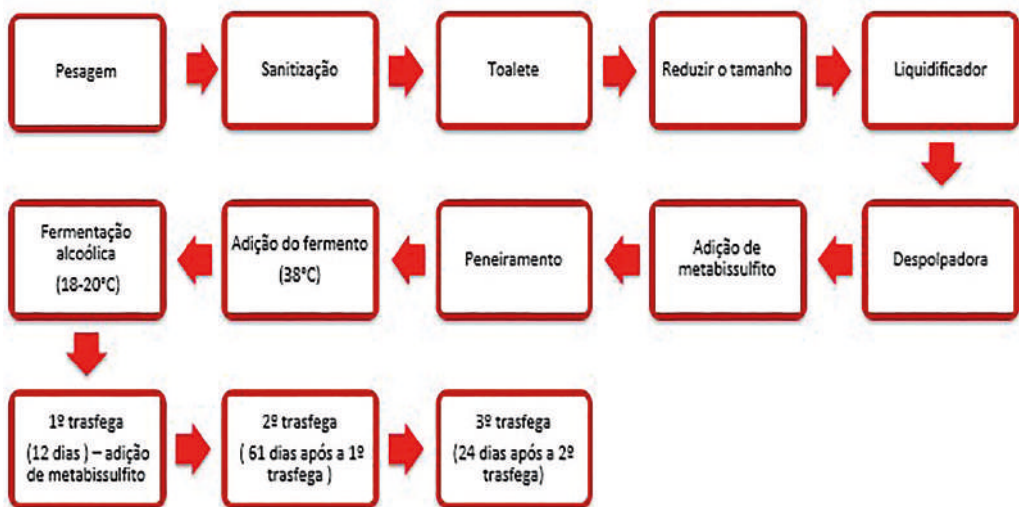 Pesagem
Sanitização
Toalete
Reduzir o tamanho
Liquidificador
Despolpadora
Adição de
metabissulfito
Peneiramento
Adição do fermento
(38°C)
Fermentação
alcoólica
(18-20°C)
1º trasfega
(12 dias ) – adição
de metabissulfito
2º trasfega
( 61 dias após a 1º
trasfega )
3º trasfega
(24 dias após a 2º
trasfega)